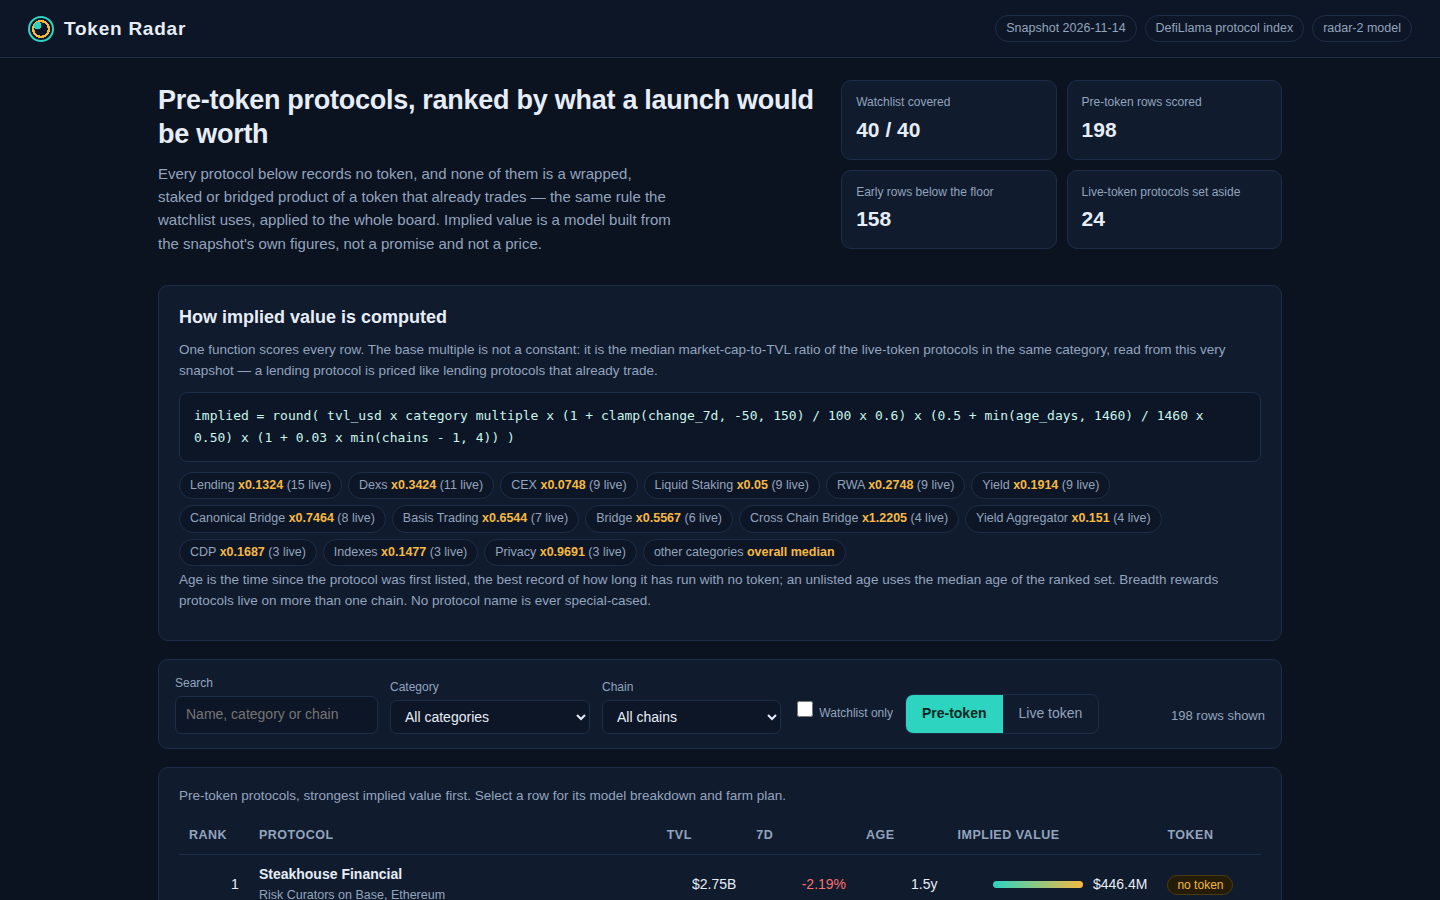 Token Radar
Snapshot 2026-11-14
DefiLlama protocol index
radar-2 model
Pre-token protocols, ranked by what a launch would
be worth
Every protocol below records no token, and none of them is a wrapped,
staked or bridged product of a token that already trades — the same rule the
watchlist uses, applied to the whole board. Implied value is a model built from
the snapshot's own figures, not a promise and not a price.
Watchlist covered
40 / 40
Pre-token rows scored
198
Early rows below the floor
158
Live-token protocols set aside
24
How implied value is computed
One function scores every row. The base multiple is not a constant: it is the median market-cap-to-TVL ratio of the live-token protocols in the same category, read from this very
snapshot — a lending protocol is priced like lending protocols that already trade.
implied = round( tvl_usd x category multiple x (1 + clamp(change_7d, -50, 150) / 100 x 0.6) x (0.5 + min(age_days, 1460) / 1460 x
0.50) x (1 + 0.03 x min(chains - 1, 4)) )
Lending x0.1324 (15 live)
Dexs x0.3424 (11 live)
CEX x0.0748 (9 live)
Liquid Staking x0.05 (9 live)
RWA x0.2748 (9 live)
Yield x0.1914 (9 live)
Canonical Bridge x0.7464 (8 live)
Basis Trading x0.6544 (7 live)
Bridge x0.5567 (6 live)
Cross Chain Bridge x1.2205 (4 live)
Yield Aggregator x0.151 (4 live)
CDP x0.1687 (3 live)
Indexes x0.1477 (3 live)
Privacy x0.9691 (3 live)
other categories overall median
Age is the time since the protocol was first listed, the best record of how long it has run with no token; an unlisted age uses the median age of the ranked set. Breadth rewards
protocols live on more than one chain. No protocol name is ever special-cased.
Search
Name, category or chain
Category
All categories
Chain
All chains
Watchlist only
Pre-token
Live token
198 rows shown
Pre-token protocols, strongest implied value first. Select a row for its model breakdown and farm plan.
RANK PROTOCOL TVL 7D AGE IMPLIED VALUE TOKEN
1 Steakhouse Financial $2.75B -2.19% 1.5y $446.4M no token
Risk Curators on Base, Ethereum